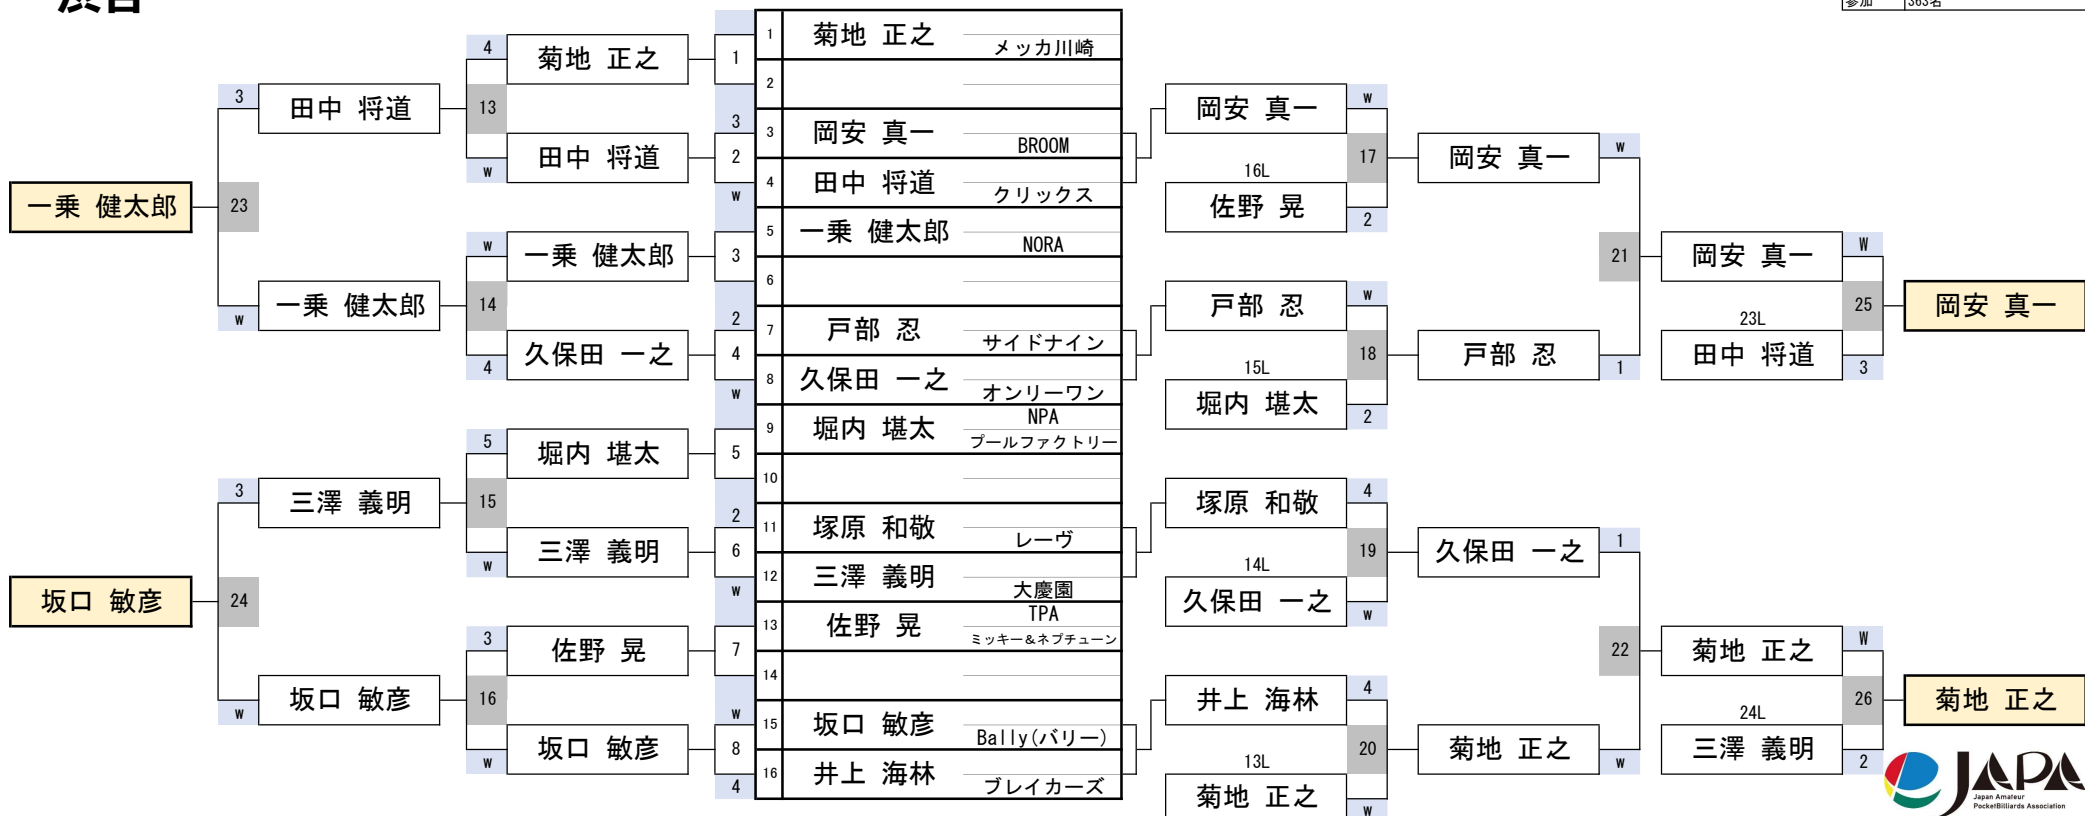 渋谷
参加 363名
1 菊地 正之 メッカ川崎
2
3 岡安 真一 BROOM
4 田中 将道 クリックス
5 一乗 健太郎 NORA
6
7 戸部 忍 サイドナイン
8 久保田 一之 オンリーワン
9 堀内 堪太 NPA
プールファクトリー
10
11 塚原 和敬 レーヴ
12 三澤 義明 大慶園
13 佐野 晃 TPA
ミッキー&ネプチューン
14
15 坂口 敏彦 Bally(バリー)
16 井上 海林 ブレイカーズ
4 菊地 正之 1
13
3
W 田中 将道 2 W
W 一乗 健太郎 3
14
2
4 久保田 一之 4 W
5 堀内 堪太 5
15
2
W 三澤 義明 6 W
3 佐野 晃 7
16
W
W 坂口 敏彦 8 4
3 田中 将道
一乗 健太郎 23
W 一乗 健太郎
3 三澤 義明
坂口 敏彦 24
W 坂口 敏彦
岡安 真一 W
17
16L
佐野 晃 2
戸部 忍 W
18
15L
堀内 堪太 2
塚原 和敬 4
19
14L
久保田 一之 W
井上 海林 4
20
13L
菊地 正之 W
岡安 真一 W
21
戸部 忍 1
久保田 一之 1
22
菊地 正之 W
岡安 真一 W
25 岡安 真一
23L
田中 将道 3
菊地 正之 W
26 菊地 正之
24L
三澤 義明 2
JAPA
Japan Amateur
PocketBilliards Association